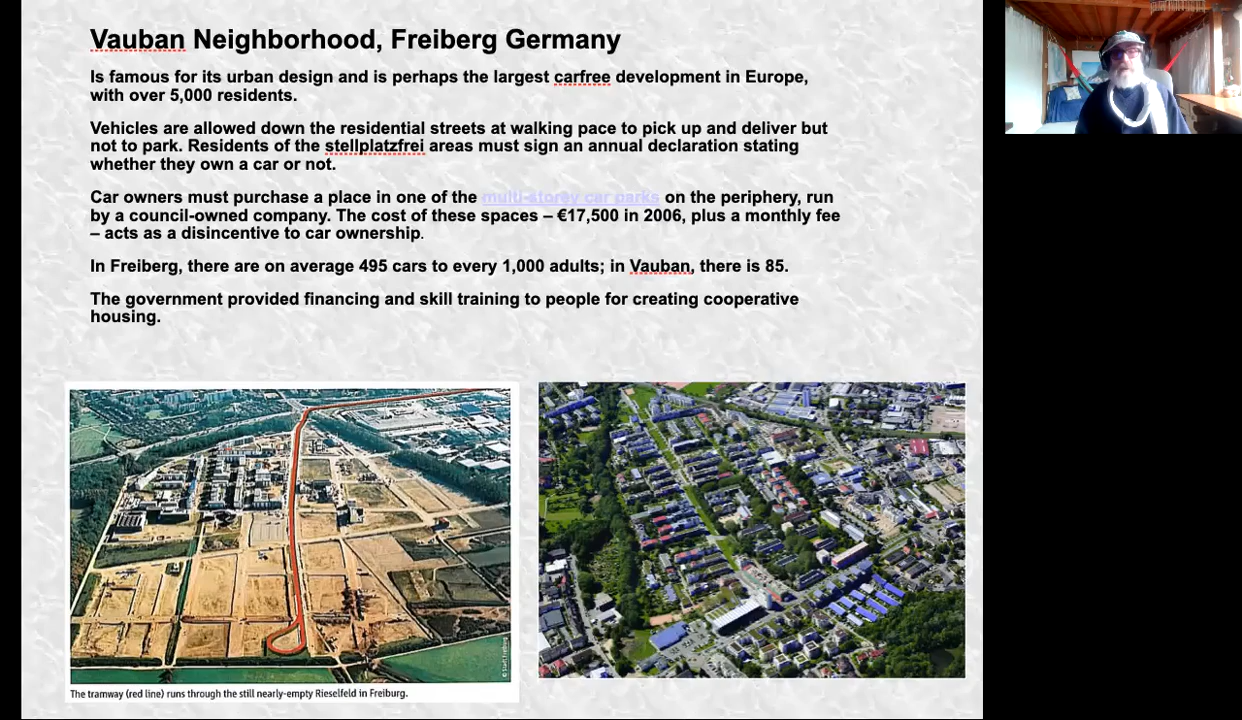 Vauban Neighborhood, Freiberg Germany
Is famous for its urban design and is perhaps the largest carfree development in Europe,
with over 5,000 residents.
Vehicles are allowed down the residential streets at walking pace to pick up and deliver but
not to park. Residents of the stellplatzfrei areas must sign an annual declaration stating
whether they own a car or not.
Car owners must purchase a place in one of the multi-storey car parks on the periphery, run
by a council-owned company. The cost of these spaces – €17,500 in 2006, plus a monthly fee
– acts as a disincentive to car ownership.
In Freiberg, there are on average 495 cars to every 1,000 adults; in Vauban, there is 85.
The government provided financing and skill training to people for creating cooperative
housing.
The tramway (red line) runs through the still nearly-empty Rieselfeld in Freiburg.